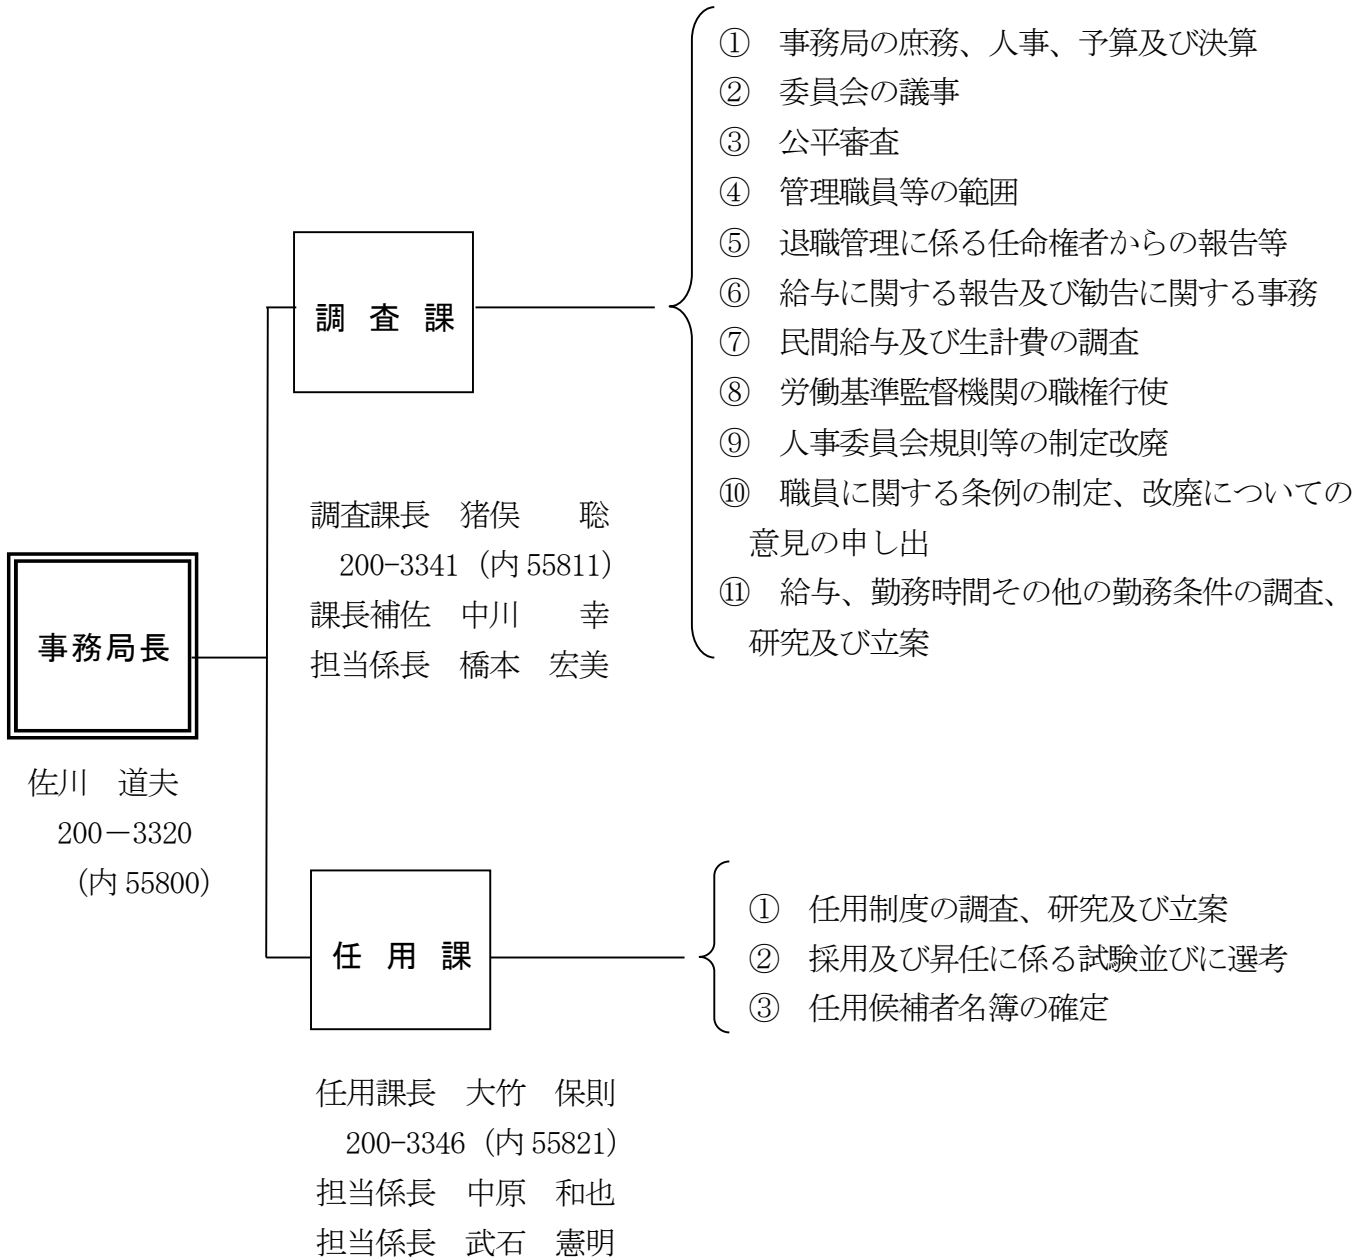 事務局長
佐川　道夫
200－3320
（内 55800）
調 査 課
調査課長　猪俣　　聡
200-3341（内 55811）
課長補佐　中川　　幸
担当係長　橋本　宏美
①　事務局の庶務、人事、予算及び決算
②　委員会の議事
③　公平審査
④　管理職員等の範囲
⑤　退職管理に係る任命権者からの報告等
⑥　給与に関する報告及び勧告に関する事務
⑦　民間給与及び生計費の調査
⑧　労働基準監督機関の職権行使
⑨　人事委員会規則等の制定改廃
⑩　職員に関する条例の制定、改廃についての
意見の申し出
⑪　給与、勤務時間その他の勤務条件の調査、
研究及び立案
任 用 課
任用課長　大竹　保則
200-3346（内 55821）
担当係長　中原　和也
担当係長　武石　憲明
①　任用制度の調査、研究及び立案
②　採用及び昇任に係る試験並びに選考
③　任用候補者名簿の確定